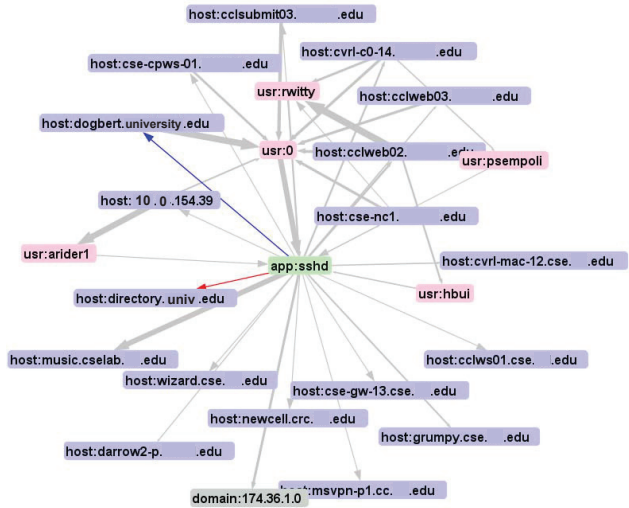 host:cclsubmit03. .edu
host:cvrl-c0-14. .edu
host:cse-cpws-01. .edu
usr:rwitty
host:cclweb03. .edu
host:dogbert.university.edu
usr:0
host:cclweb02. .edu
usr:psempoli
host: 10 . 0 .154.39
host:cse-nc1. .edu
usr:arider1
app:sshd
host:cvrl-mac-12.cse. .edu
host:directory. univ .edu
usr:hbui
host:music.cselab. .edu
host:cclws01.cse. .edu
host:wizard.cse. .edu
host:cse-gw-13.cse. .edu
host:newcell.crc. .edu
host:grumpy.cse. .edu
host:darrow2-p. .edu
host:msvpn-p1.cc. .edu
domain:174.36.1.0